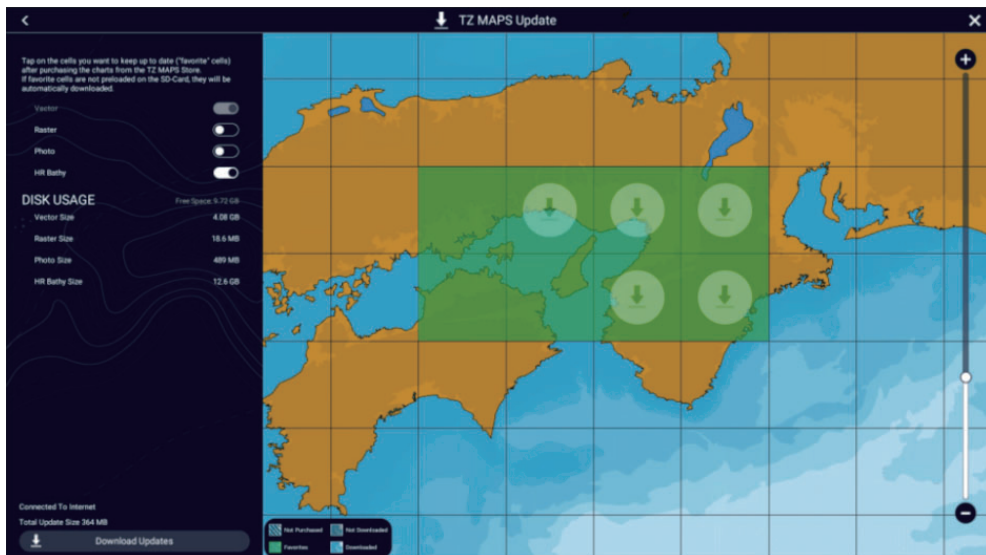 TZ MAPS Update
Tap on the cells you want to keep up to date ("favorite" cells)
after purchasing the charts from the TZ MAPS Store.
If favorite cells are not preloaded on the SD-Card, they will be
automatically downloaded.
Vector
Raster
Photo
HR Bathy
DISK USAGE Free Space: 9.72 GB
Vector Size 4.08 GB
Raster Size 18.6 MB
Photo Size 489 MB
HR Bathy Size 12.6 GB
Connected To Internet
Total Update Size 364 MB
Download Updates
Not Purchased Not Downloaded
Favorites Downloaded